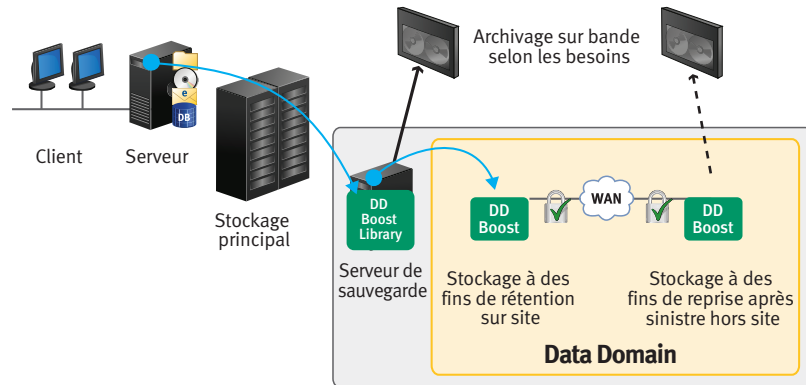 Archivage sur bande
selon les besoins
e
DB
Client
Serveur
Stockage
principal
DD
Boost
Library
Serveur de
sauvegarde
DD
Boost
WAN
DD
Boost
Stockage à des
fins de rétention
sur site
Stockage à des
fins de reprise après
sinistre hors site
Data Domain